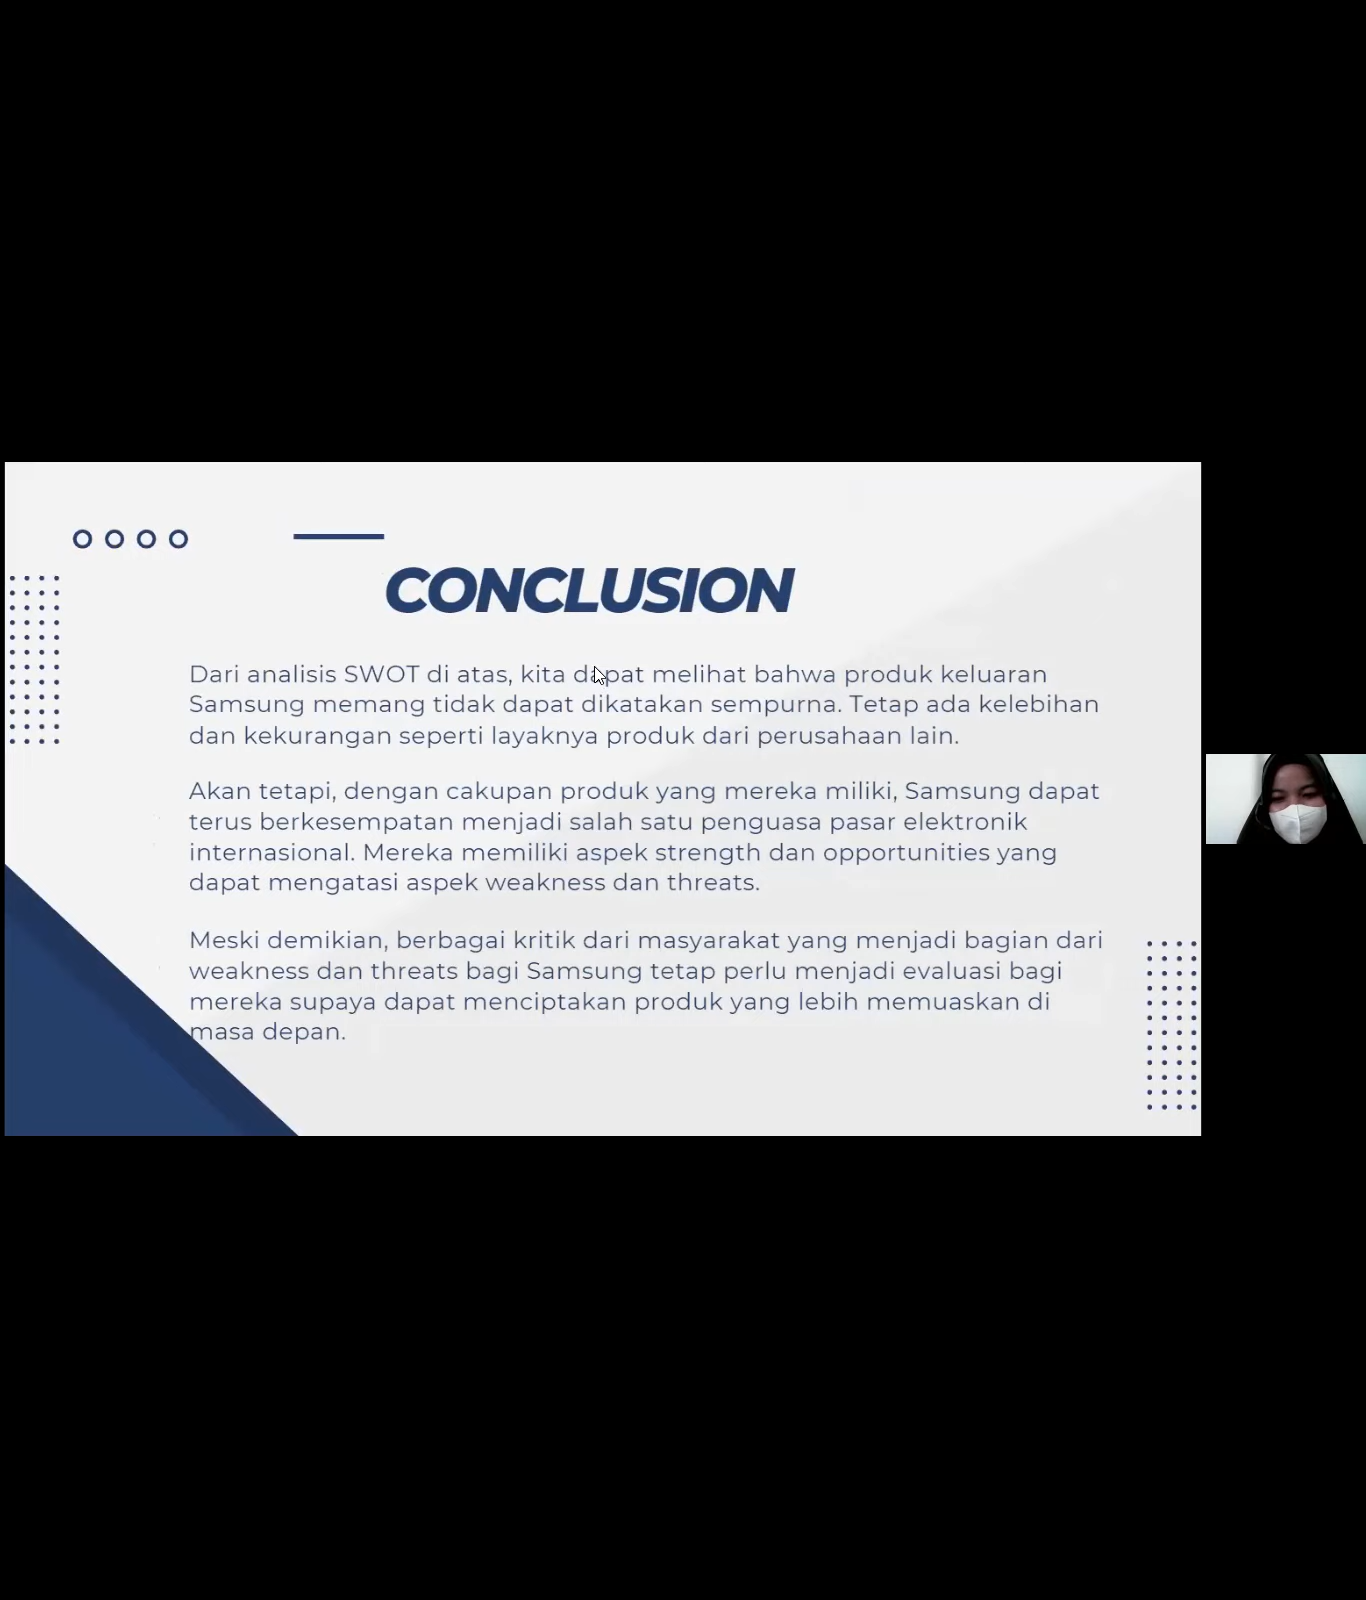 CONCLUSION
Dari analisis SWOT di atas, kita dapat melihat bahwa produk keluaran
Samsung memang tidak dapat dikatakan sempurna. Tetap ada kelebihan
dan kekurangan seperti layaknya produk dari perusahaan lain.
Akan tetapi, dengan cakupan produk yang mereka miliki, Samsung dapat
terus berkesempatan menjadi salah satu penguasa pasar elektronik
internasional. Mereka memiliki aspek strength dan opportunities yang
dapat mengatasi aspek weakness dan threats.
Meski demikian, berbagai kritik dari masyarakat yang menjadi bagian dari
weakness dan threats bagi Samsung tetap perlu menjadi evaluasi bagi
mereka supaya dapat menciptakan produk yang lebih memuaskan di
masa depan.